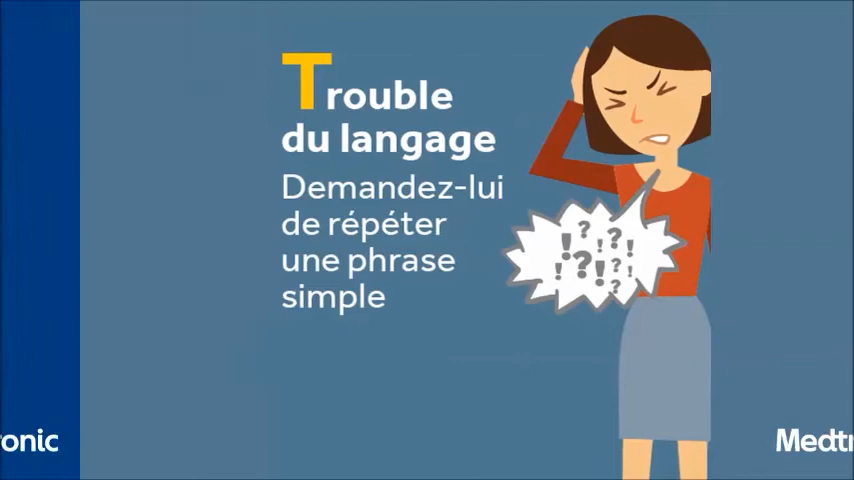 Trouble
du langage
Demandez-lui
de répéter
une phrase
simple
! ? ! ? !
! ? ! ? !
?
ronic
Medtr